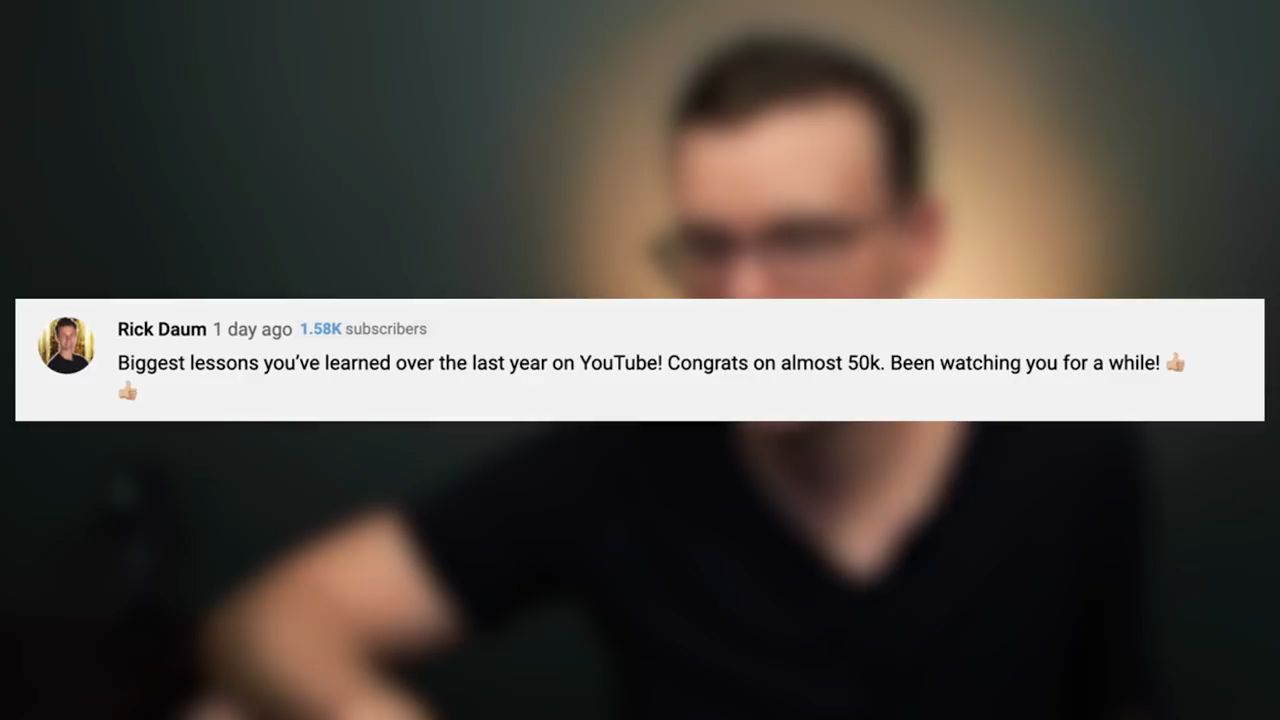 Rick Daum 1 day ago 1.58K subscribers
Biggest lessons you've learned over the last year on YouTube! Congrats on almost 50k. Been watching you for a while! 👍🏼
👍🏼